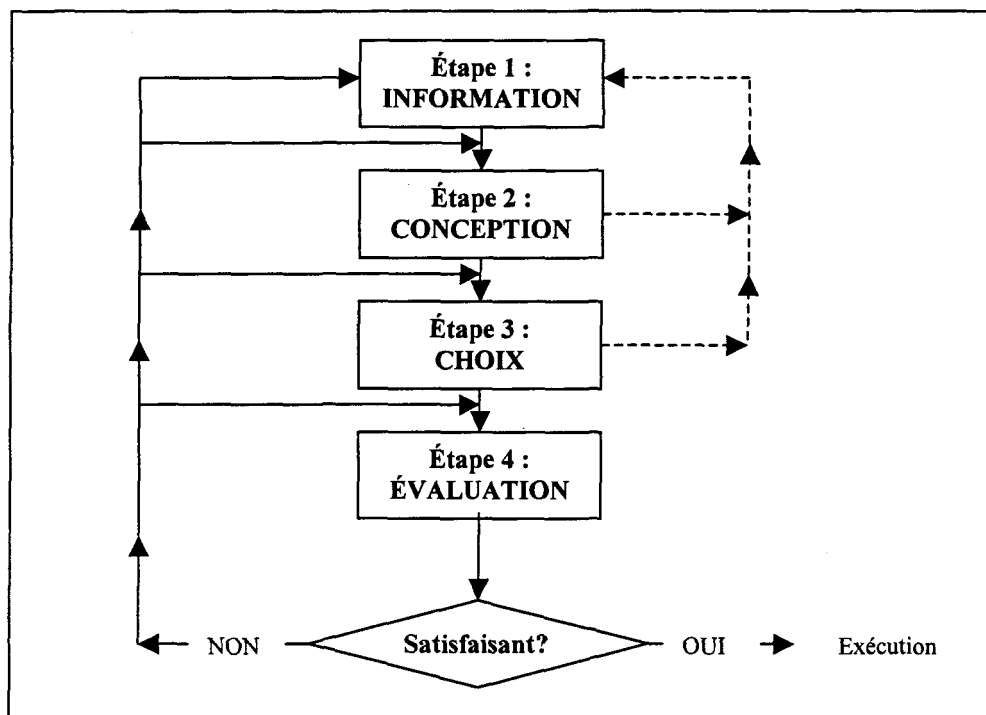 Étape 1 :
INFORMATION
Étape 2 :
CONCEPTION
Étape 3 :
CHOIX
Étape 4 :
ÉVALUATION
NON
Satisfaisant?
OUI
Exécution